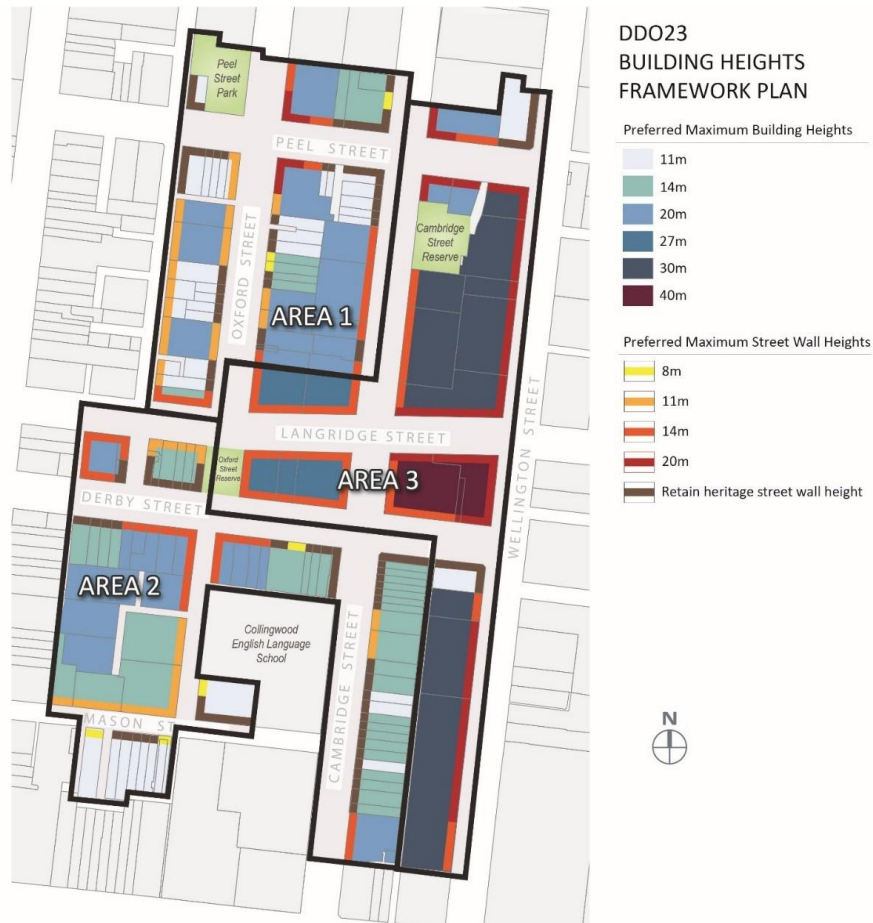 DDO23
BUILDING HEIGHTS
FRAMEWORK PLAN
Preferred Maximum Building Heights
11m
14m
20m
27m
30m
40m
Preferred Maximum Street Wall Heights
8m
11m
14m
20m
Retain heritage street wall height
Peel
Street
Park
PEEL STREET
Cambridge
Street
Reserve
OXFORD STREET
AREA 1
WELLINGTON STREET
LANGRIDGE STREET
Oxford
Street
Reserve
AREA 3
DERBY STREET
AREA 2
Collingwood
English Language
School
CAMBRIDGE STREET
MASON ST
N